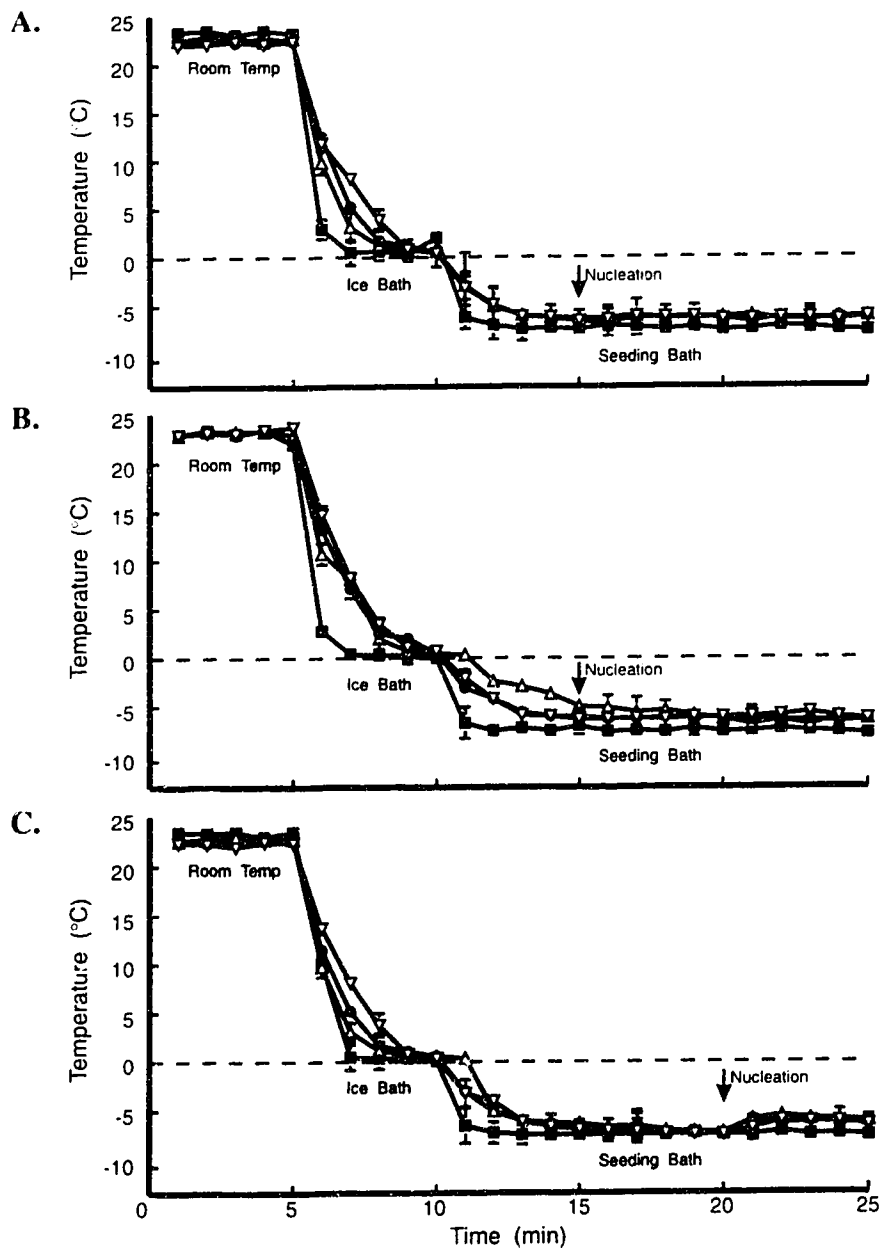 A.
25
20
15
10
5
0
-5
-10
Temperature (°C)
Room Temp
Ice Bath
Nucleation
Seeding Bath
B.
25
20
15
10
5
0
-5
-10
Temperature (°C)
Room Temp
Ice Bath
Nucleation
Seeding Bath
C.
25
20
15
10
5
0
-5
-10
Temperature (°C)
Room Temp
Ice Bath
Nucleation
Seeding Bath
0 5 10 15 20 25
Time (min)